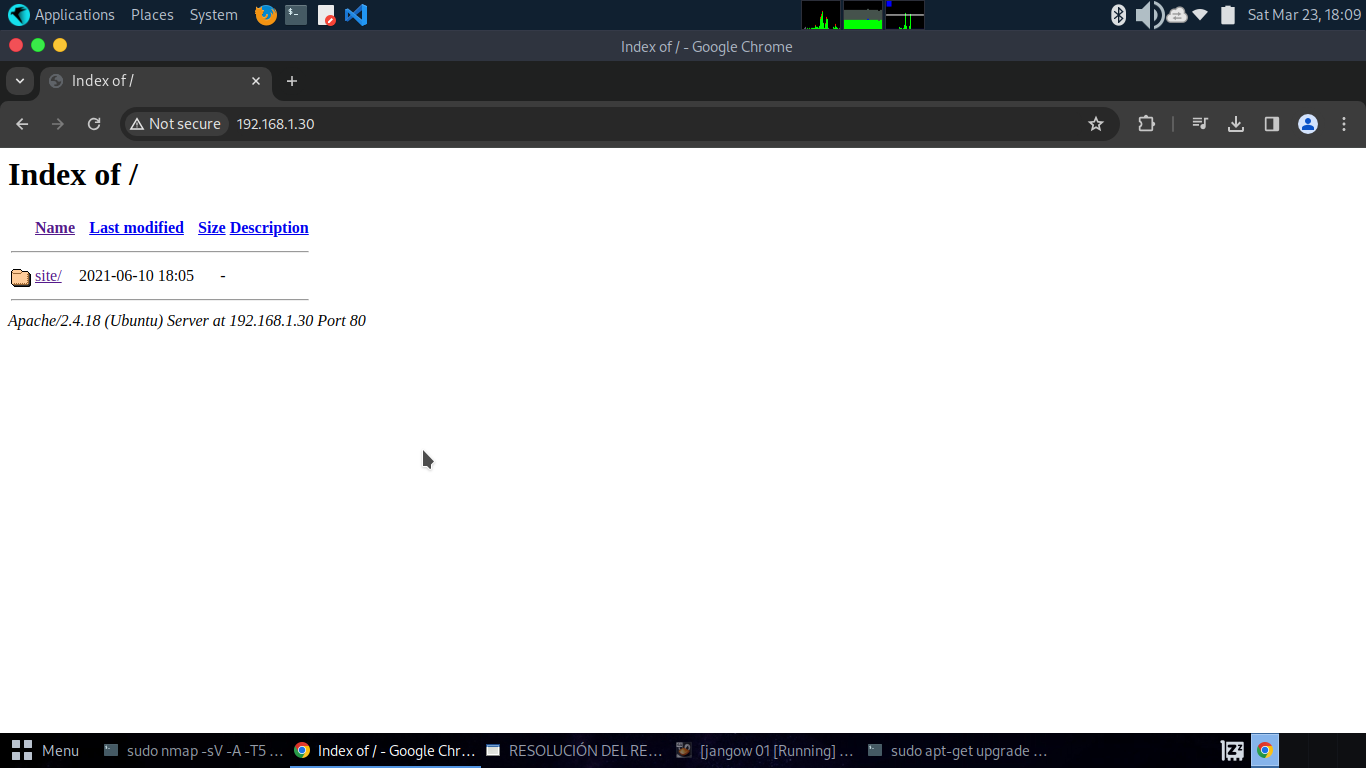 Applications Places System Sat Mar 23, 18:09
Index of / - Google Chrome
Index of /
Not secure 192.168.1.30
Index of /
Name Last modified Size Description
site/ 2021-06-10 18:05 -
Apache/2.4.18 (Ubuntu) Server at 192.168.1.30 Port 80
Menu sudo nmap -sV -A -T5 ... Index of / - Google Chr... RESOLUCIÓN DEL RE... [jangow 01 [Running] ... sudo apt-get upgrade ...